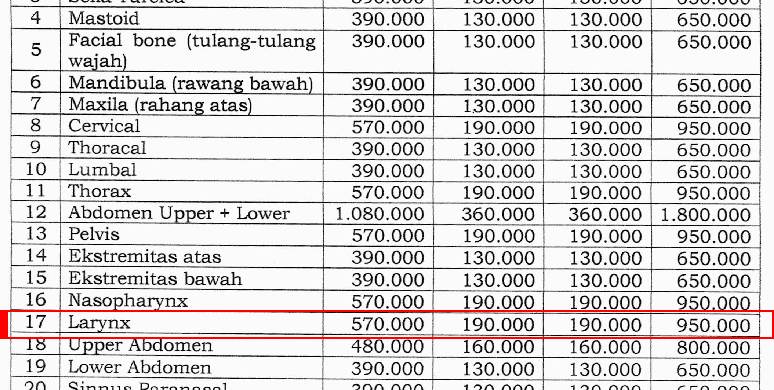 4 Mastoid 390.000 130.000 130.000 650.000
5 Facial bone (tulang-tulang wajah) 390.000 130.000 130.000 650.000
6 Mandibula (rawang bawah) 390.000 130.000 130.000 650.000
7 Maxila (rahang atas) 390.000 130.000 130.000 650.000
8 Cervical 570.000 190.000 190.000 950.000
9 Thoracal 390.000 130.000 130.000 650.000
10 Lumbal 390.000 130.000 130.000 650.000
11 Thorax 570.000 190.000 190.000 950.000
12 Abdomen Upper + Lower 1.080.000 360.000 360.000 1.800.000
13 Pelvis 570.000 190.000 190.000 950.000
14 Ekstremitas atas 390.000 130.000 130.000 650.000
15 Ekstremitas bawah 390.000 130.000 130.000 650.000
16 Nasopharynx 570.000 190.000 190.000 950.000
17 Larynx 570.000 190.000 190.000 950.000
18 Upper Abdomen 480.000 160.000 160.000 800.000
19 Lower Abdomen 390.000 130.000 130.000 650.000